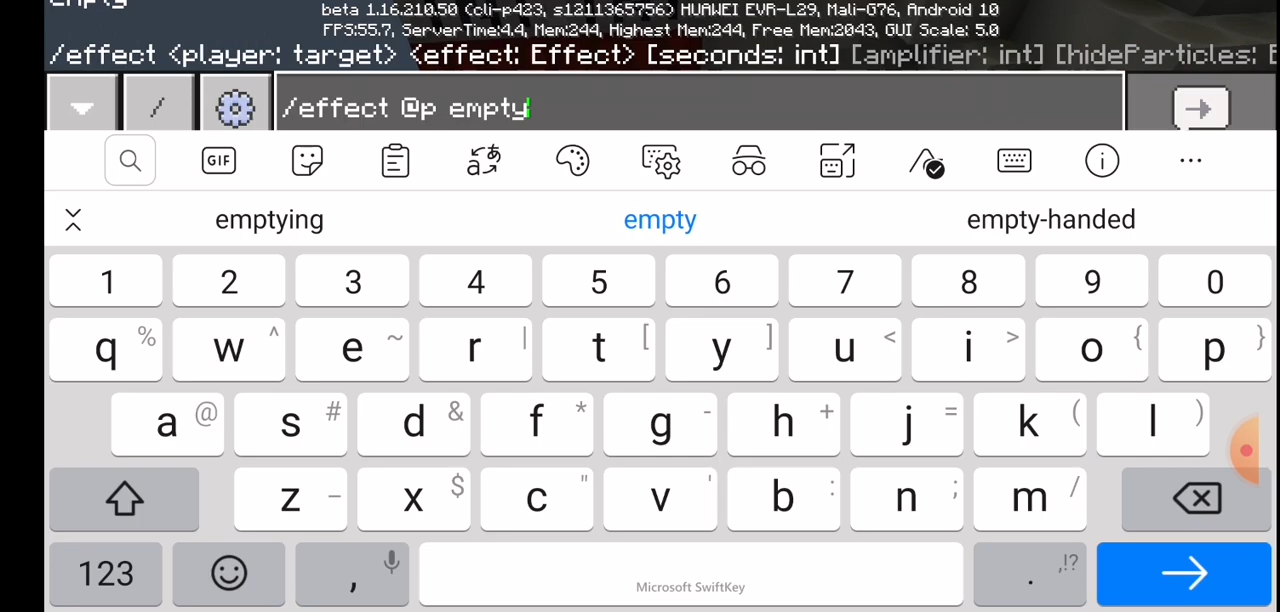 empty
beta 1.16.210.50 (cli-p423, s1211365756) HUAWEI EVR-L29, Mali-G76, Android 10
FPS:55.7, ServerTime:4.4, Mem:244, Highest Mem:244, Free Mem:2043, GUI Scale: 5.0
/effect <player: target> <effect: Effect> [seconds: int] [amplifier: int] [hideParticles: E
/
/effect @p empty
GIF
emptying empty empty-handed
1 2 3 4 5 6 7 8 9 0
q % w ^ e ~ r | t [ y ] u < i > o { p }
a @ s # d & f * g - h + j = k ( l )
z _ x $ c " v ' b : n ; m /
123 , Microsoft SwiftKey . ,!?